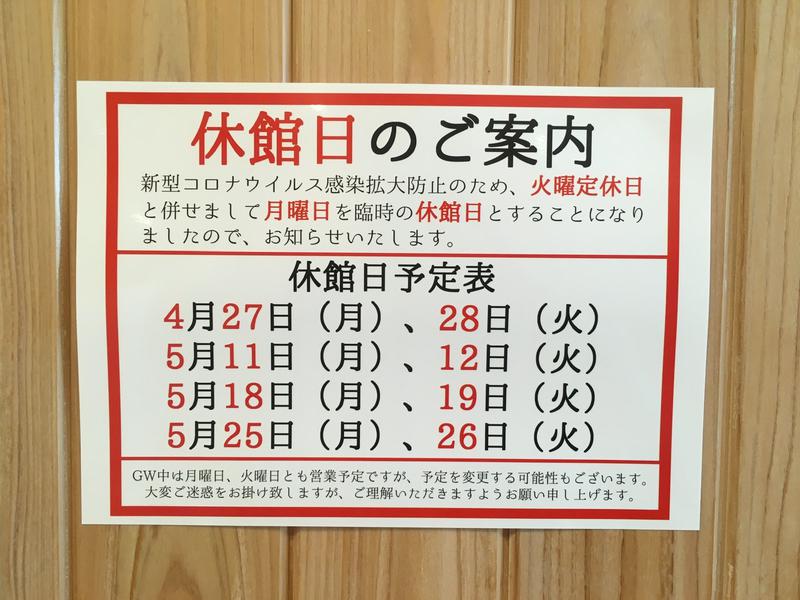 休館日のご案内
新型コロナウイルス感染拡大防止のため、火曜定休日
と併せまして月曜日を臨時の休館日とすることになり
ましたので、お知らせいたします。
休館日予定表
4月27日（月）、28日（火）
5月11日（月）、12日（火）
5月18日（月）、19日（火）
5月25日（月）、26日（火）
GW中は月曜日、火曜日とも営業予定ですが、予定を変更する可能性もございます。
大変ご迷惑をお掛け致しますが、ご理解いただきますようお願い申し上げます。